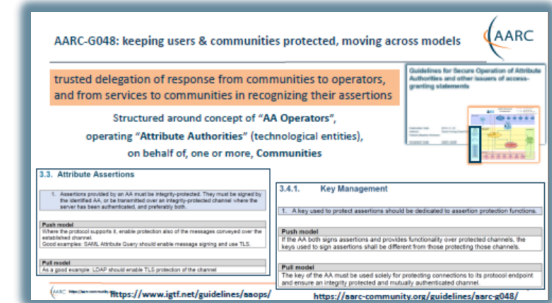 AARC-G048: keeping users & communities protected, moving across models
AARC
trusted delegation of response from communities to operators,
and from services to communities in recognizing their assertions
Guidelines for Secure Operation of Attribute
Authorities and other issuers of access-
granting statements
Structured around concept of "AA Operators",
operating "Attribute Authorities" (technological entities),
on behalf of, one or more, Communities
3.3. Attribute Assertions
1. Assertions provided by an AA must be integrity-protected. They must be signed by
the identified AA, or be transmitted over an integrity-protected channel where the
server has been authenticated, and preferably both.
Push model
Where the protocol supports it, enable protection also of the messages conveyed over the
established channel.
Good examples: SAML Attribute Query should enable message signing and use TLS.
Pull model
As a good example: LDAP should enable TLS protection of the channel
3.4.1. Key Management
1. A key used to protect assertions should be dedicated to assertion protection functions.
Push model
If the AA both signs assertions and provides functionality over protected channels, the
keys used to sign assertions shall be different from those protecting those channels.
Pull model
The key of the AA must be used solely for protecting connections to its protocol endpoint
and ensure an integrity protected and mutually authenticated channel.
AARC
https://www.igtf.net/guidelines/aaops/
https://aarc-community.org/guidelines/aarc-g048/